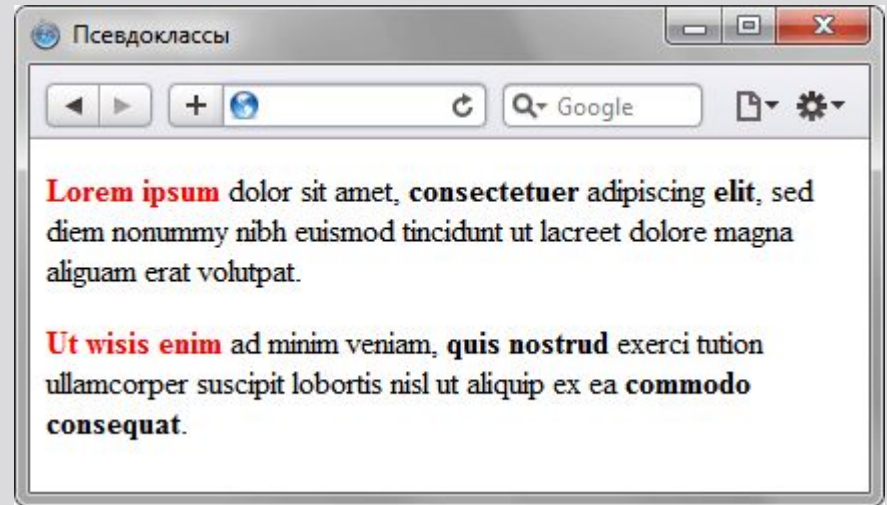 Псевдоклассы
Google
Lorem ipsum dolor sit amet, consectetuer adipiscing elit, sed
diem nonummy nibh euismod tincidunt ut lacreet dolore magna
aliguam erat volutpat.
Ut wisis enim ad minim veniam, quis nostrud exerci tution
ullamcorper suscipit lobortis nisl ut aliquip ex ea commodo
consequat.